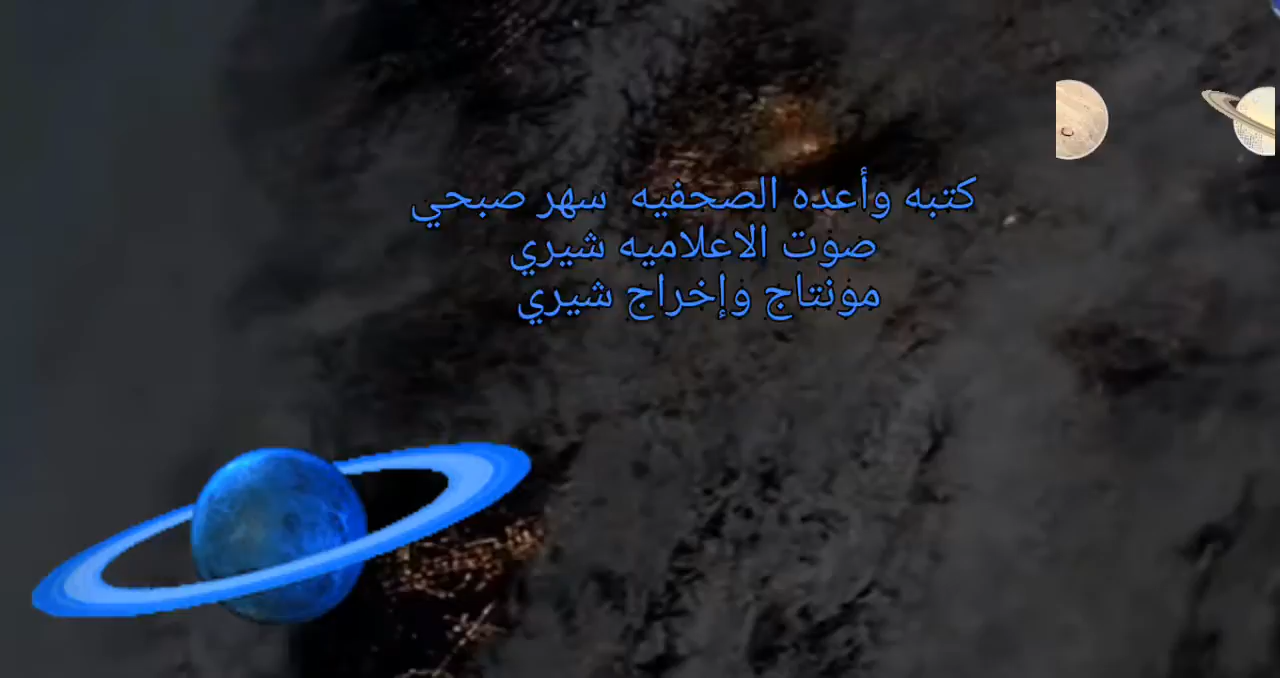 كتبه وأعده الصحفيه سهر صبحي
صوت الاعلاميه شيري
مونتاج وإخراج شيري